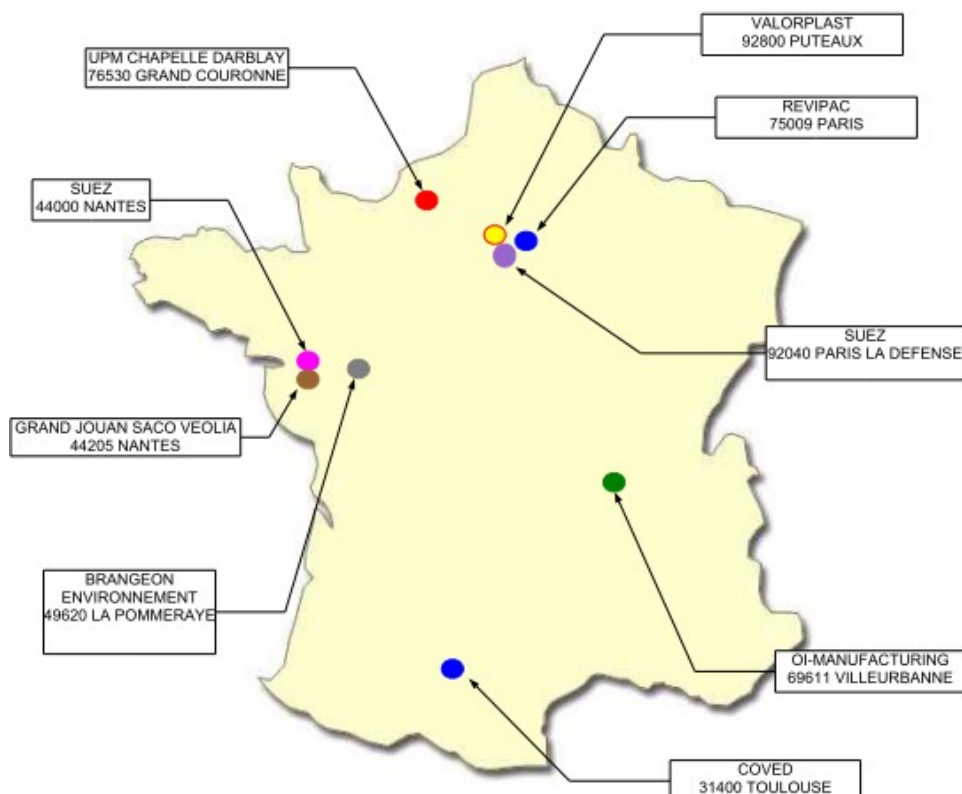 VALORPLAST
92800 PUTEAUX
UPM CHAPELLE DARBLAY
76530 GRAND COURONNE
REVIPAC
75009 PARIS
SUEZ
44000 NANTES
SUEZ
92040 PARIS LA DEFENSE
GRAND JOUAN SACO VEOLIA
44205 NANTES
BRANGEON
ENVIRONNEMENT
49620 LA POMMERAYE
OI-MANUFACTURING
69611 VILLEURBANNE
COVED
31400 TOULOUSE